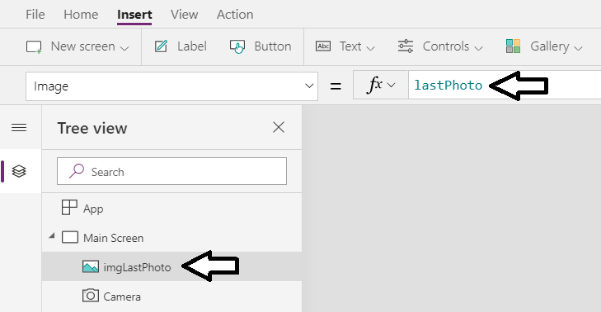 File Home Insert View Action
New screen Label Button Abc Text Controls Gallery
Image = fx lastPhoto
Tree view
Search
App
Main Screen
imgLastPhoto
Camera